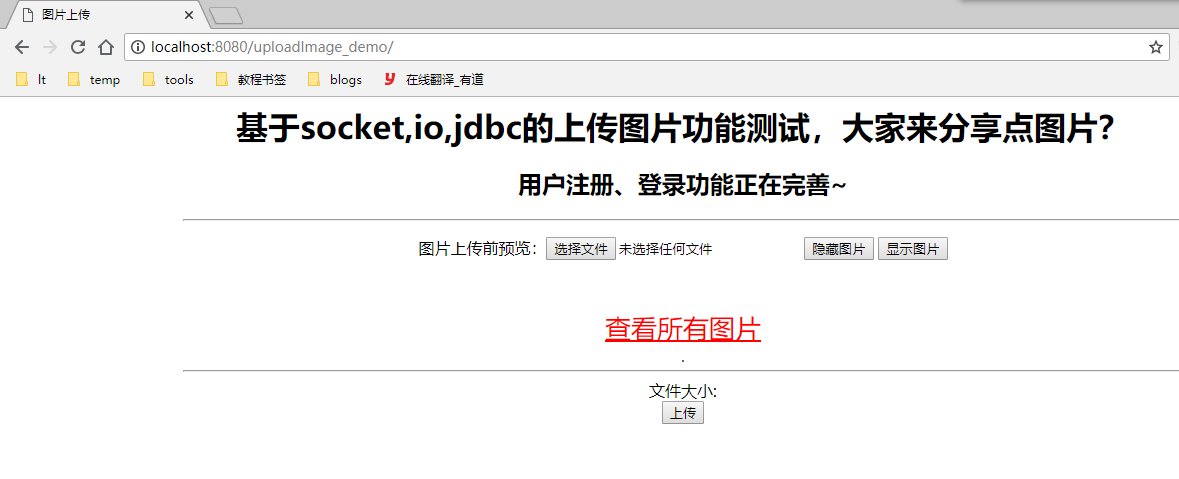 图片上传
localhost:8080/uploadImage_demo/
lt temp tools 教程书签 blogs 在线翻译_有道
基于socket,io,jdbc的上传图片功能测试，大家来分享点图片？
用户注册、登录功能正在完善~
图片上传前预览：选择文件 未选择任何文件 隐藏图片 显示图片
查看所有图片
.
文件大小:
上传